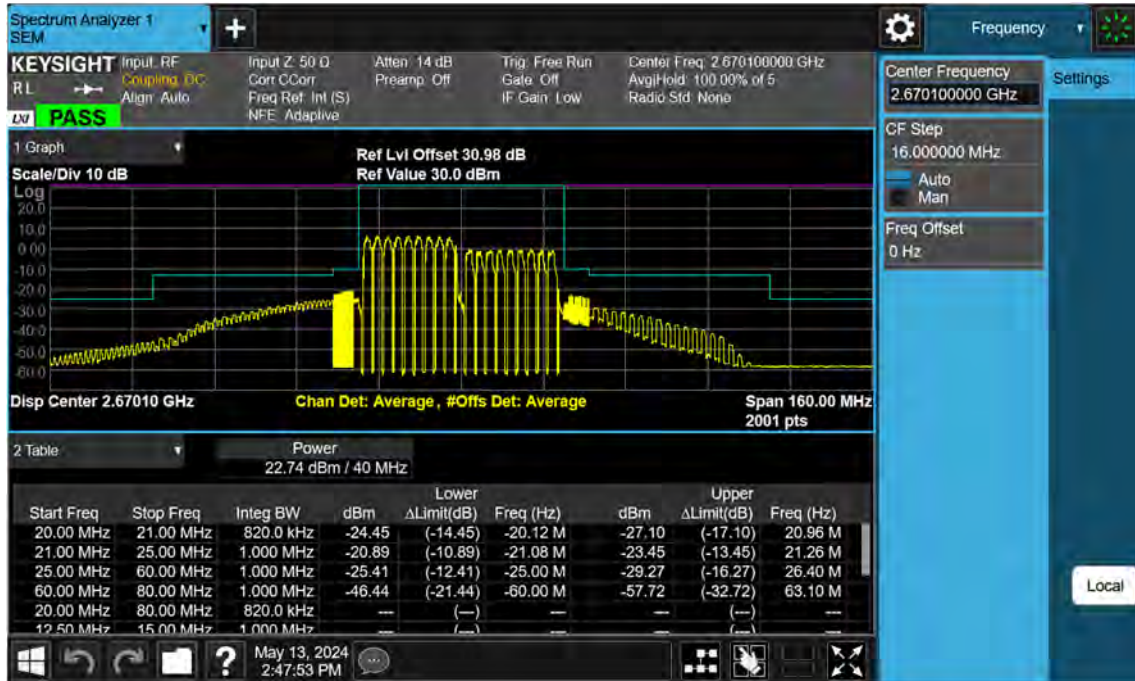 Spectrum Analyzer 1
SEM
Frequency
KEYSIGHT
RL
LXI
PASS
Input: RF
Coupling: DC
Align: Auto
Input Z: 50 Ω
Corr CCorr
Freq Ref: Int (S)
NFE: Adaptive
Atten: 14 dB
Preamp: Off
Trig: Free Run
Gate: Off
IF Gain: Low
Center Freq: 2.670100000 GHz
Avg|Hold: 100.00% of 5
Radio Std: None
Center Frequency
2.670100000 GHz
Settings
CF Step
16.000000 MHz
Auto
Man
Freq Offset
0 Hz
Local
1 Graph
Scale/Div 10 dB
Ref Lvl Offset 30.98 dB
Ref Value 30.0 dBm
Log
20.0
10.0
0.00
-10.0
-20.0
-30.0
-40.0
-50.0
-60.0
Disp Center 2.67010 GHz
Chan Det: Average, #Offs Det: Average
Span 160.00 MHz
2001 pts
2 Table
Power
22.74 dBm / 40 MHz
Lower Upper
Start Freq Stop Freq Integ BW dBm ΔLimit(dB) Freq (Hz) dBm ΔLimit(dB) Freq (Hz)
20.00 MHz 21.00 MHz 820.0 kHz -24.45 (-14.45) -20.12 M -27.10 (-17.10) 20.96 M
21.00 MHz 25.00 MHz 1.000 MHz -20.89 (-10.89) -21.08 M -23.45 (-13.45) 21.26 M
25.00 MHz 60.00 MHz 1.000 MHz -25.41 (-12.41) -25.00 M -29.27 (-16.27) 26.40 M
60.00 MHz 80.00 MHz 1.000 MHz -46.44 (-21.44) -60.00 M -57.72 (-32.72) 63.10 M
20.00 MHz 80.00 MHz 820.0 kHz --- (---) --- --- (---) ---
12.50 MHz 15.00 MHz 1.000 MHz --- (---) --- --- (---) ---
?
May 13, 2024
2:47:53 PM